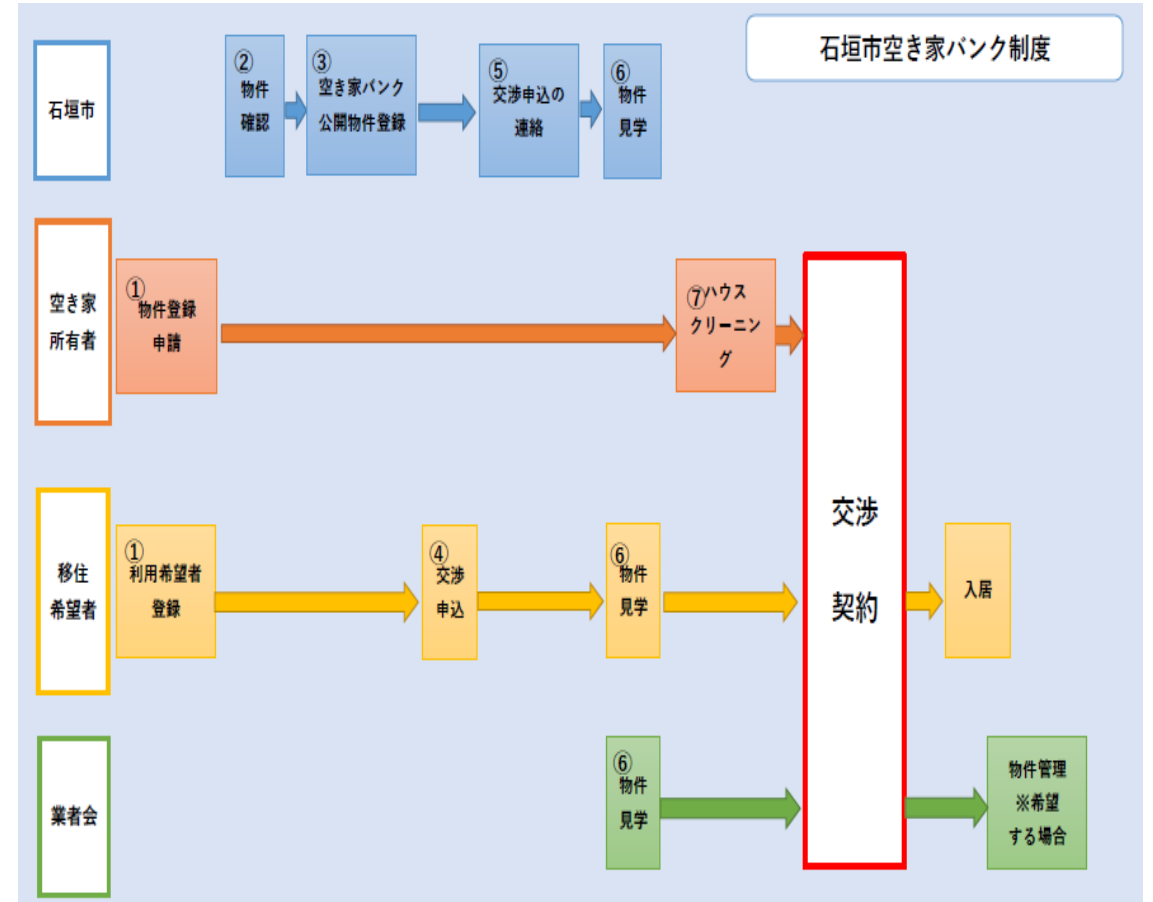 石垣市空き家バンク制度
石垣市
②
物件
確認
③
空き家バンク
公開物件登録
⑤
交渉申込の
連絡
⑥
物件
見学
空き家
所有者
①
物件登録
申請
⑦ハウス
クリーニン
グ
交渉
契約
移住
希望者
①
利用希望者
登録
④
交渉
申込
⑥
物件
見学
入居
業者会
⑥
物件
見学
物件管理
※希望
する場合